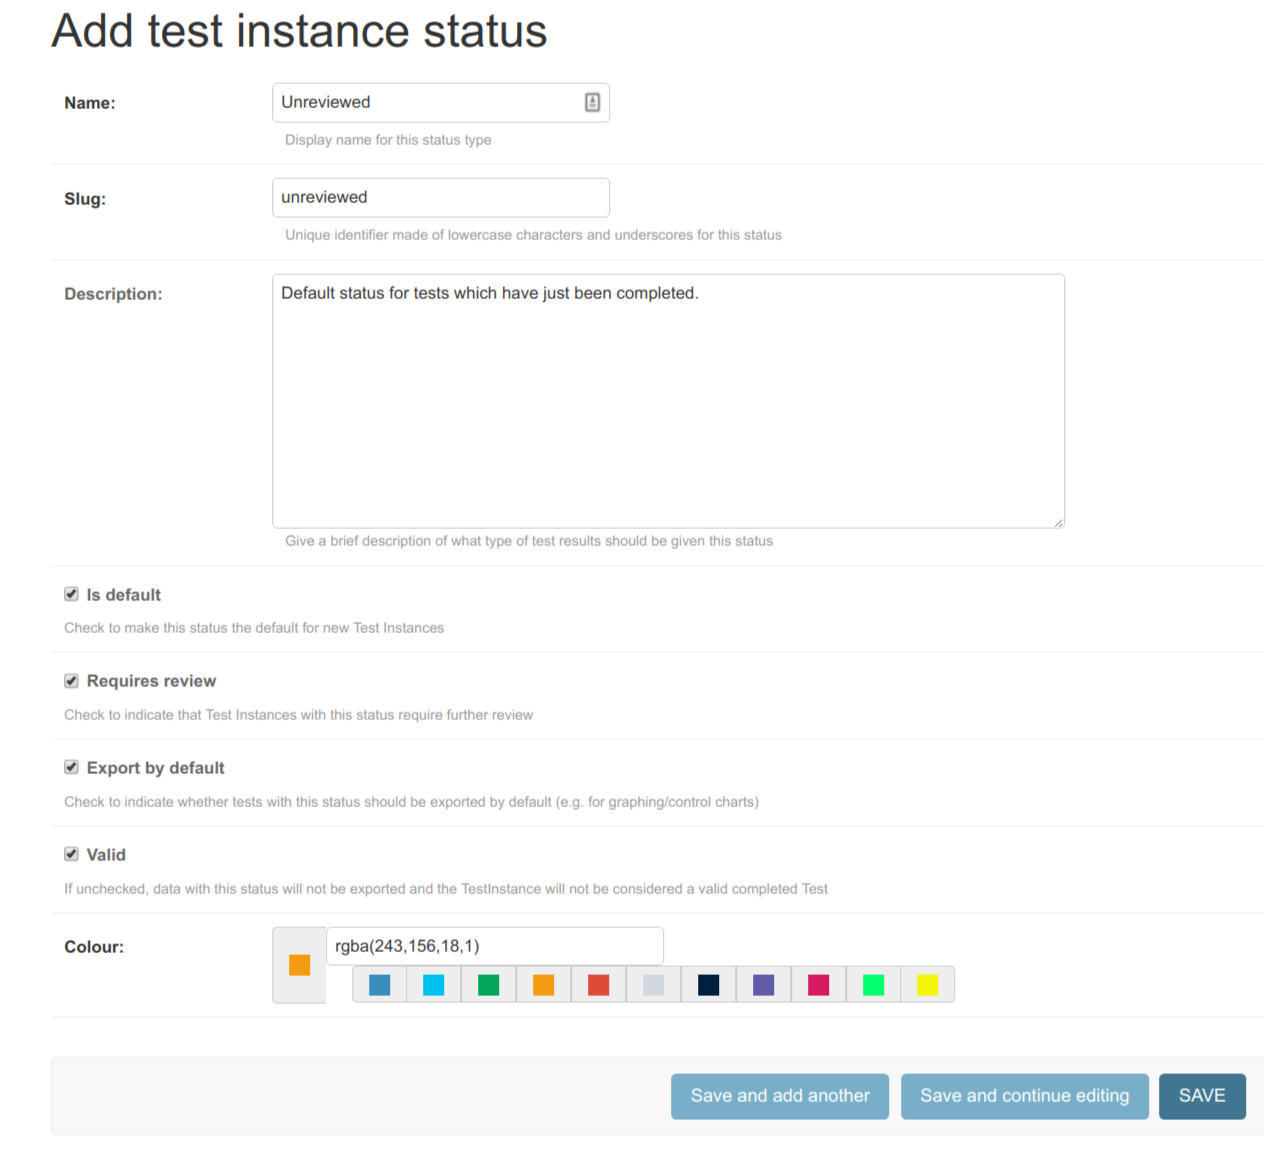 Add test instance status
Name:
Unreviewed
Display name for this status type
Slug:
unreviewed
Unique identifier made of lowercase characters and underscores for this status
Description:
Default status for tests which have just been completed.
Give a brief description of what type of test results should be given this status
Is default
Check to make this status the default for new Test Instances
Requires review
Check to indicate that Test Instances with this status require further review
Export by default
Check to indicate whether tests with this status should be exported by default (e.g. for graphing/control charts)
Valid
If unchecked, data with this status will not be exported and the TestInstance will not be considered a valid completed Test
Colour:
rgba(243,156,18,1)
Save and add another
Save and continue editing
SAVE